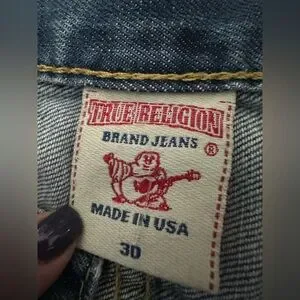 TRUE RELIGION
BRAND JEANS ®
MADE IN USA
30